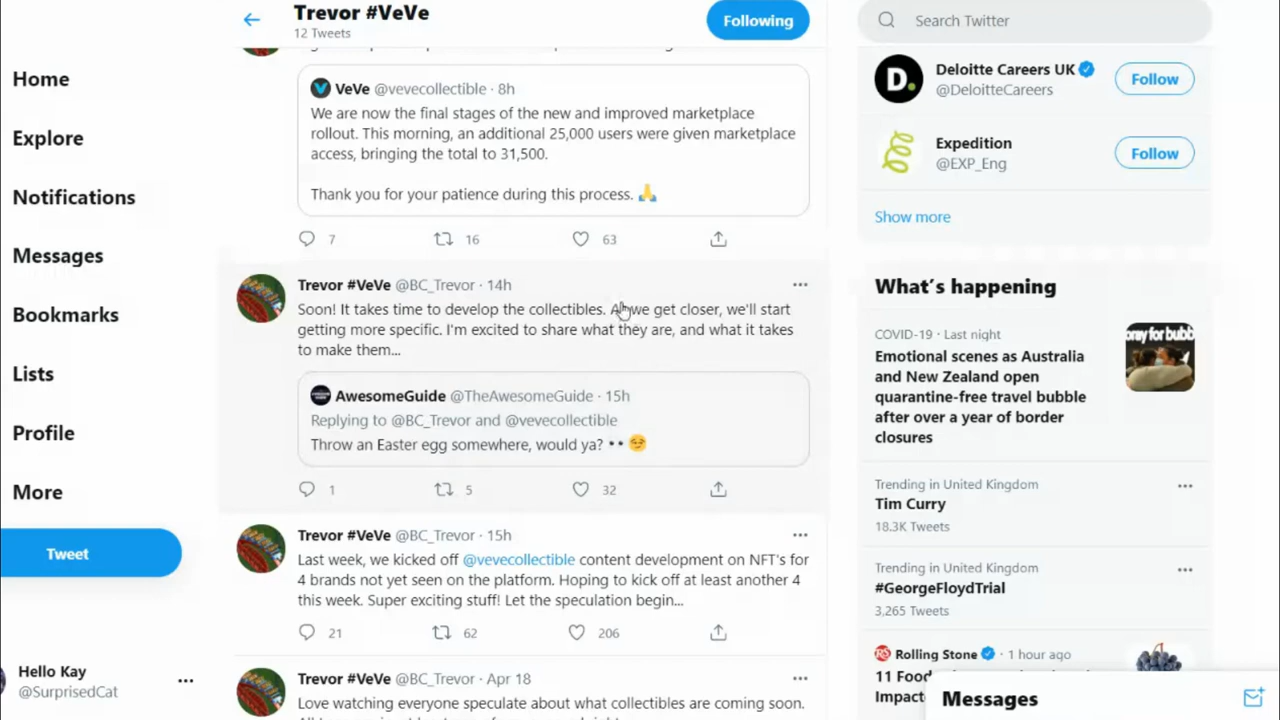 Trevor #VeVe
12 Tweets
Following
Search Twitter
Home
Explore
Notifications
Messages
Bookmarks
Lists
Profile
More
Tweet
Hello Kay
@SurprisedCat
VeVe @vevecollectible · 8h
We are now the final stages of the new and improved marketplace
rollout. This morning, an additional 25,000 users were given marketplace
access, bringing the total to 31,500.
Thank you for your patience during this process. 🙏
7 16 63
Trevor #VeVe @BC_Trevor · 14h
Soon! It takes time to develop the collectibles. As we get closer, we'll start
getting more specific. I'm excited to share what they are, and what it takes
to make them...
AwesomeGuide @TheAwesomeGuide · 15h
Replying to @BC_Trevor and @vevecollectible
Throw an Easter egg somewhere, would ya? 👀 😏
1 5 32
Trevor #VeVe @BC_Trevor · 15h
Last week, we kicked off @vevecollectible content development on NFT's for
4 brands not yet seen on the platform. Hoping to kick off at least another 4
this week. Super exciting stuff! Let the speculation begin...
21 62 206
Trevor #VeVe @BC_Trevor · Apr 18
Love watching everyone speculate about what collectibles are coming soon.
D.
Deloitte Careers UK
@DeloitteCareers
Follow
Expedition
@EXP_Eng
Follow
Show more
What's happening
COVID-19 · Last night
Emotional scenes as Australia
and New Zealand open
quarantine-free travel bubble
after over a year of border
closures
pray for bubb
Trending in United Kingdom
Tim Curry
18.3K Tweets
Trending in United Kingdom
#GeorgeFloydTrial
3,265 Tweets
RS Rolling Stone · 1 hour ago
11 Food
Impact
Messages